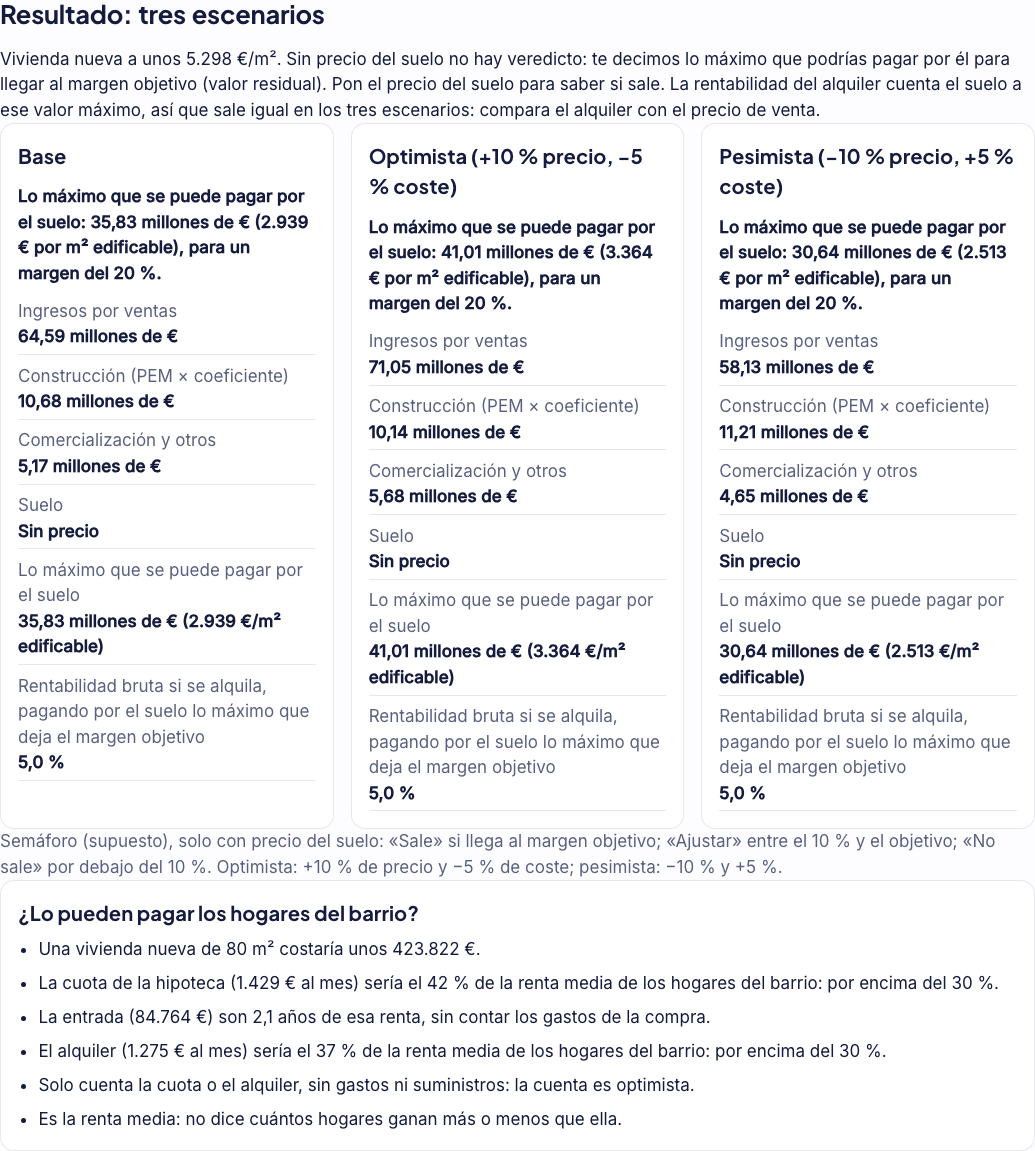 Resultado: tres escenarios
Vivienda nueva a unos 5.298 €/m². Sin precio del suelo no hay veredicto: te decimos lo máximo que podrías pagar por él para
llegar al margen objetivo (valor residual). Pon el precio del suelo para saber si sale. La rentabilidad del alquiler cuenta el suelo a
ese valor máximo, así que sale igual en los tres escenarios: compara el alquiler con el precio de venta.
Base
Lo máximo que se puede pagar por
el suelo: 35,83 millones de € (2.939
€ por m² edificable), para un
margen del 20 %.
Ingresos por ventas
64,59 millones de €
Construcción (PEM × coeficiente)
10,68 millones de €
Comercialización y otros
5,17 millones de €
Suelo
Sin precio
Lo máximo que se puede pagar por
el suelo
35,83 millones de € (2.939 €/m²
edificable)
Rentabilidad bruta si se alquila,
pagando por el suelo lo máximo que
deja el margen objetivo
5,0 %
Optimista (+10 % precio, −5
% coste)
Lo máximo que se puede pagar por
el suelo: 41,01 millones de € (3.364
€ por m² edificable), para un
margen del 20 %.
Ingresos por ventas
71,05 millones de €
Construcción (PEM × coeficiente)
10,14 millones de €
Comercialización y otros
5,68 millones de €
Suelo
Sin precio
Lo máximo que se puede pagar por
el suelo
41,01 millones de € (3.364 €/m²
edificable)
Rentabilidad bruta si se alquila,
pagando por el suelo lo máximo que
deja el margen objetivo
5,0 %
Pesimista (−10 % precio, +5 %
coste)
Lo máximo que se puede pagar por
el suelo: 30,64 millones de € (2.513
€ por m² edificable), para un
margen del 20 %.
Ingresos por ventas
58,13 millones de €
Construcción (PEM × coeficiente)
11,21 millones de €
Comercialización y otros
4,65 millones de €
Suelo
Sin precio
Lo máximo que se puede pagar por
el suelo
30,64 millones de € (2.513 €/m²
edificable)
Rentabilidad bruta si se alquila,
pagando por el suelo lo máximo que
deja el margen objetivo
5,0 %
Semáforo (supuesto), solo con precio del suelo: «Sale» si llega al margen objetivo; «Ajustar» entre el 10 % y el objetivo; «No
sale» por debajo del 10 %. Optimista: +10 % de precio y −5 % de coste; pesimista: −10 % y +5 %.
¿Lo pueden pagar los hogares del barrio?
• Una vivienda nueva de 80 m² costaría unos 423.822 €.
• La cuota de la hipoteca (1.429 € al mes) sería el 42 % de la renta media de los hogares del barrio: por encima del 30 %.
• La entrada (84.764 €) son 2,1 años de esa renta, sin contar los gastos de la compra.
• El alquiler (1.275 € al mes) sería el 37 % de la renta media de los hogares del barrio: por encima del 30 %.
• Solo cuenta la cuota o el alquiler, sin gastos ni suministros: la cuenta es optimista.
• Es la renta media: no dice cuántos hogares ganan más o menos que ella.